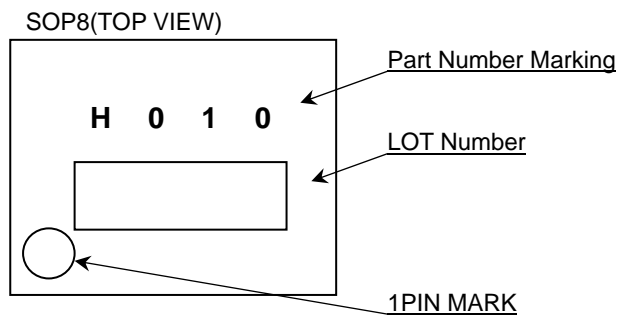 SOP8(TOP VIEW)
Part Number Marking
H 0 1 0
LOT Number
1PIN MARK